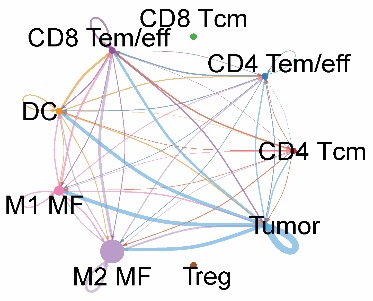 CD8 Tcm
CD8 Tem/eff
CD4 Tem/eff
DC
CD4 Tcm
M1 MF
Tumor
M2 MF
Treg